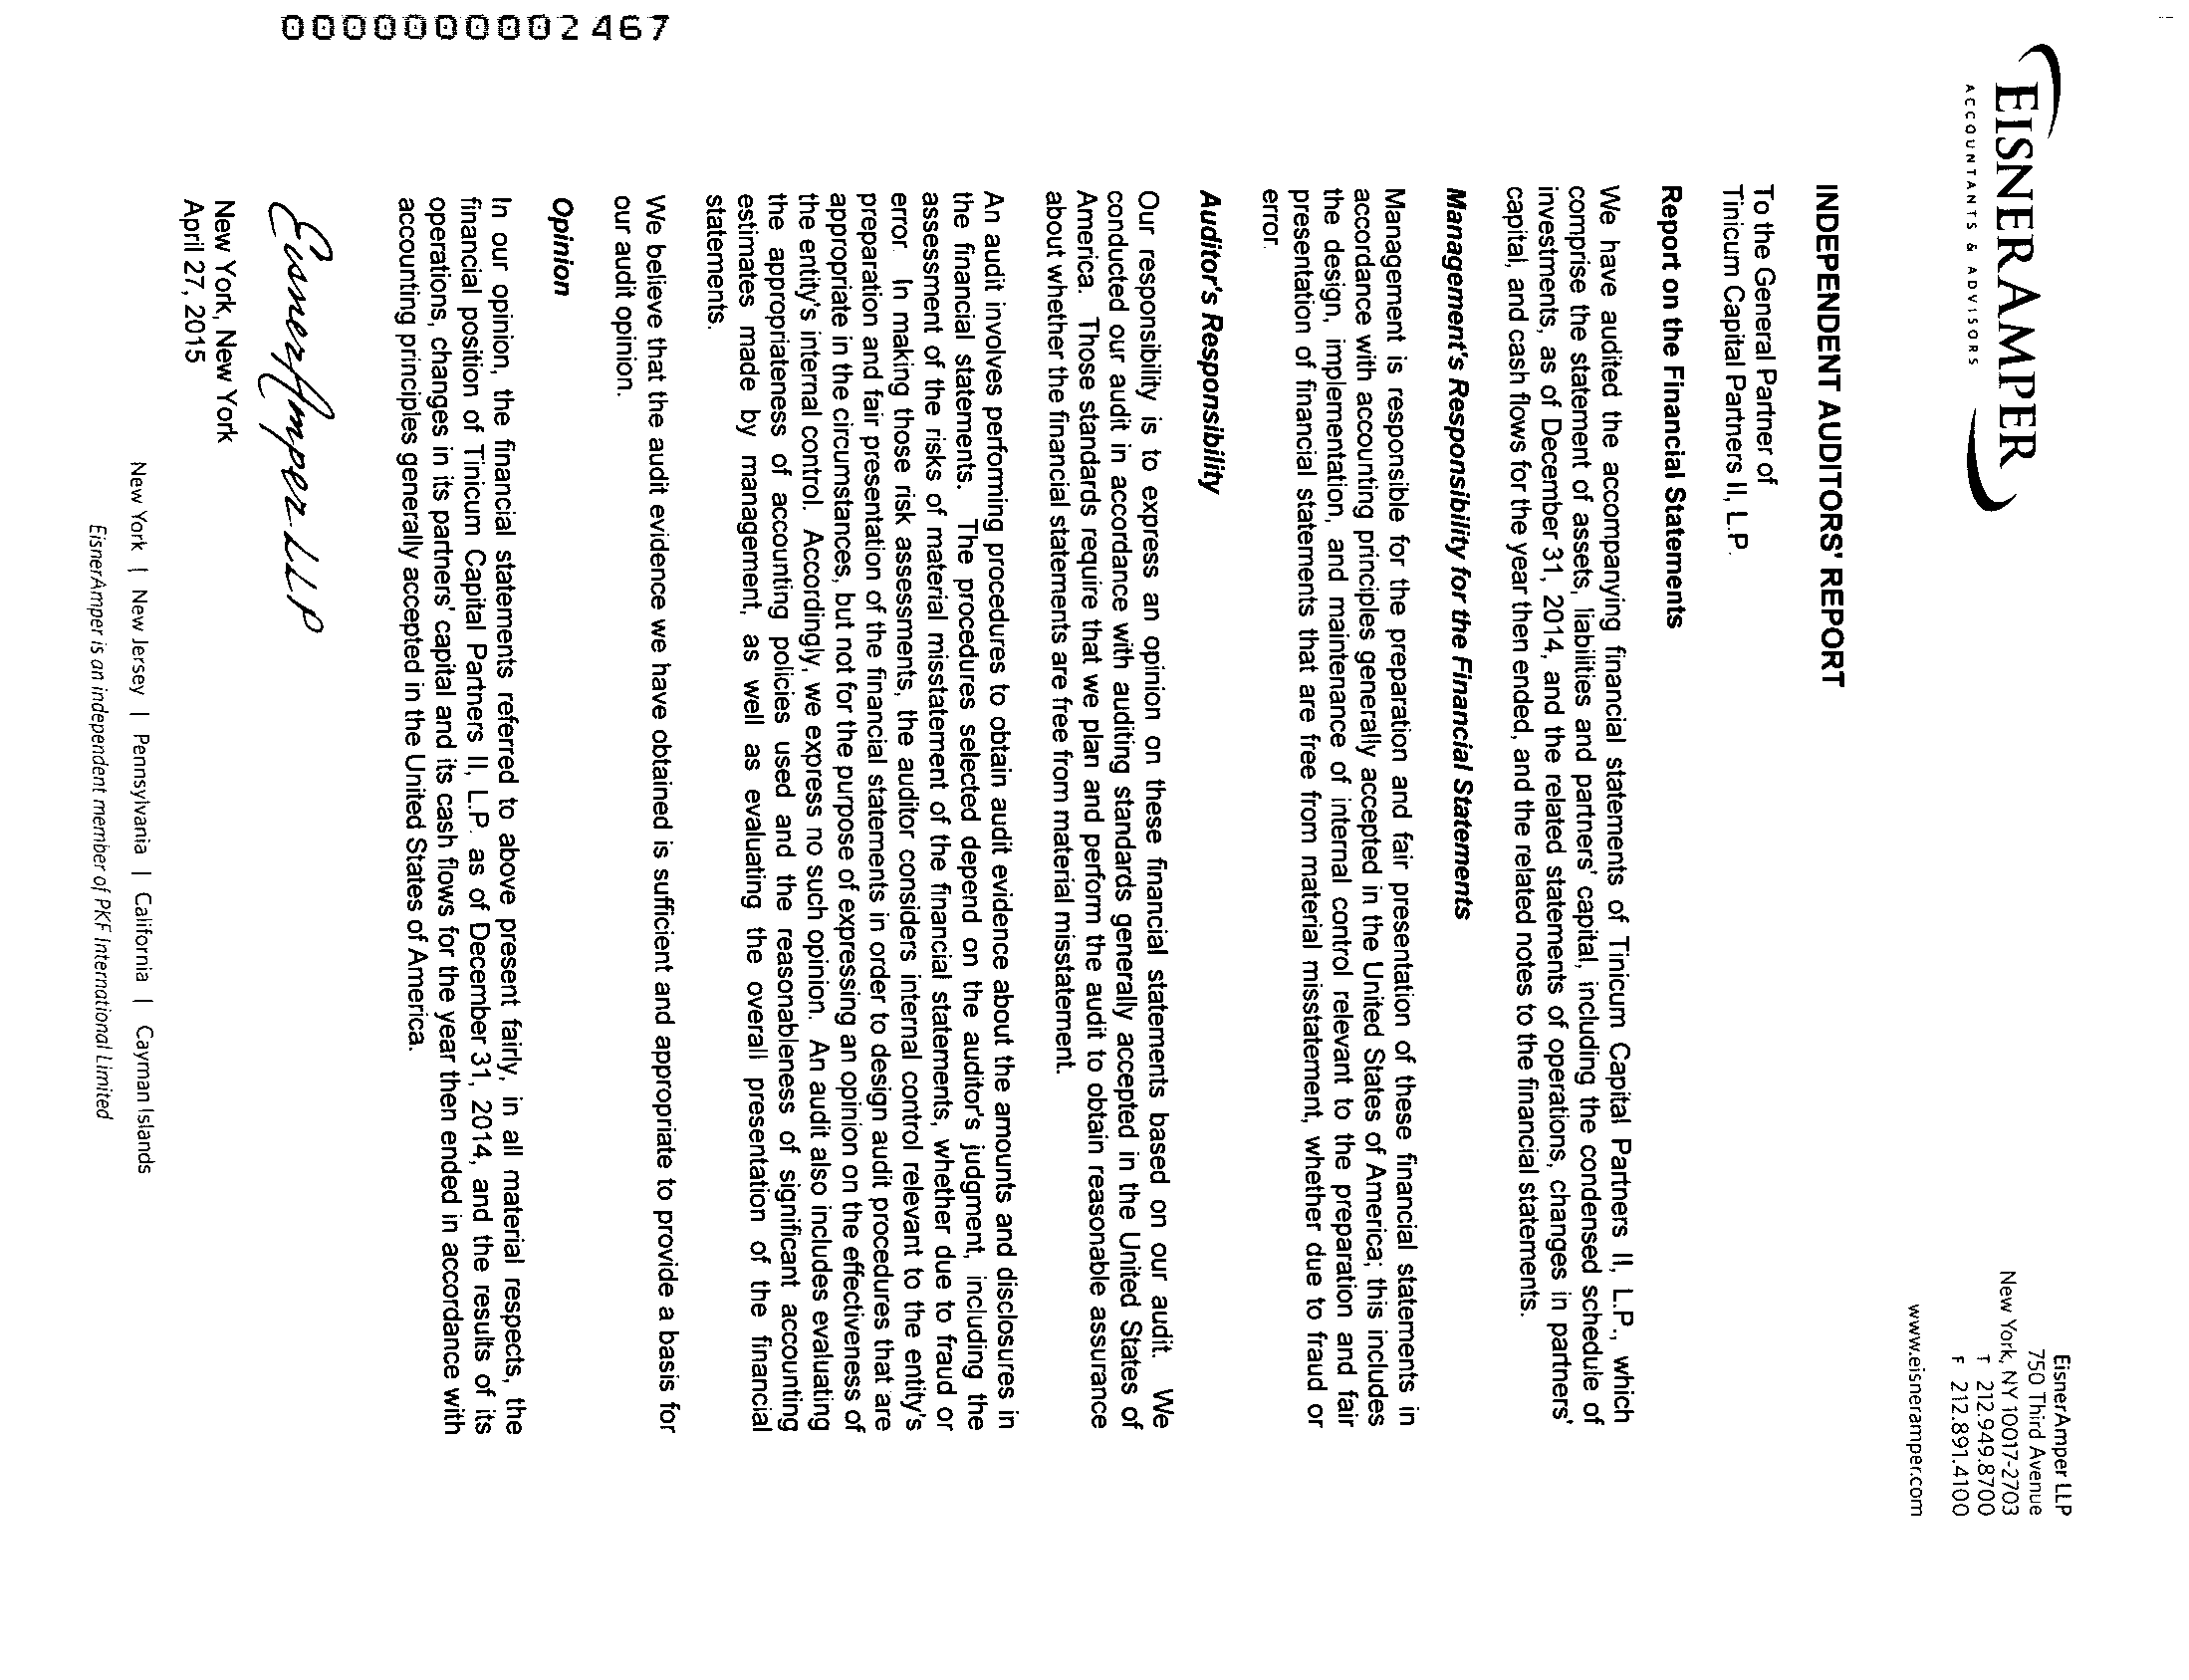 0000000002467
EISNERAMPER
ACCOUNTANTS & ADVISORS
EisnerAmper LLP
750 Third Avenue
New York, NY 10017-2703
T 212.949.8700
F 212.891.4100
www.eisneramper.com
INDEPENDENT AUDITORS' REPORT
To the General Partner of
Tinicum Capital Partners II, L.P.
Report on the Financial Statements
We have audited the accompanying financial statements of Tinicum Capital Partners II, L.P., which
comprise the statement of assets, liabilities and partners' capital, including the condensed schedule of
investments, as of December 31, 2014, and the related statements of operations, changes in partners'
capital, and cash flows for the year then ended, and the related notes to the financial statements.
Management's Responsibility for the Financial Statements
Management is responsible for the preparation and fair presentation of these financial statements in
accordance with accounting principles generally accepted in the United States of America; this includes
the design, implementation, and maintenance of internal control relevant to the preparation and fair
presentation of financial statements that are free from material misstatement, whether due to fraud or
error.
Auditor's Responsibility
Our responsibility is to express an opinion on these financial statements based on our audit. We
conducted our audit in accordance with auditing standards generally accepted in the United States of
America. Those standards require that we plan and perform the audit to obtain reasonable assurance
about whether the financial statements are free from material misstatement.
An audit involves performing procedures to obtain audit evidence about the amounts and disclosures in
the financial statements. The procedures selected depend on the auditor's judgment, including the
assessment of the risks of material misstatement of the financial statements, whether due to fraud or
error. In making those risk assessments, the auditor considers internal control relevant to the entity's
preparation and fair presentation of the financial statements in order to design audit procedures that are
appropriate in the circumstances, but not for the purpose of expressing an opinion on the effectiveness of
the entity's internal control. Accordingly, we express no such opinion. An audit also includes evaluating
the appropriateness of accounting policies used and the reasonableness of significant accounting
estimates made by management, as well as evaluating the overall presentation of the financial
statements.
We believe that the audit evidence we have obtained is sufficient and appropriate to provide a basis for
our audit opinion.
Opinion
In our opinion, the financial statements referred to above present fairly, in all material respects, the
financial position of Tinicum Capital Partners II, L.P. as of December 31, 2014, and the results of its
operations, changes in its partners' capital and its cash flows for the year then ended in accordance with
accounting principles generally accepted in the United States of America.
EisnerAmper LLP
New York, New York
April 27, 2015
New York | New Jersey | Pennsylvania | California | Cayman Islands
EisnerAmper is an independent member of PKF International Limited